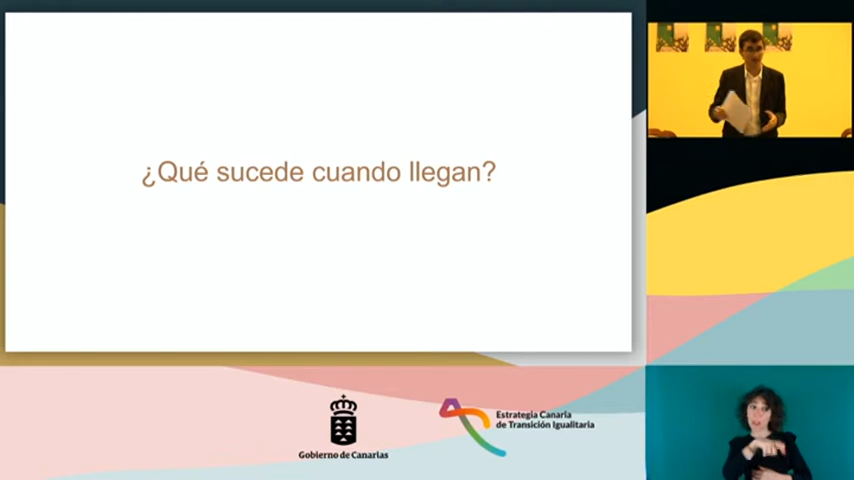 ¿Qué sucede cuando llegan?
Gobierno de Canarias
Estrategia Canaria
de Transición Igualitaria